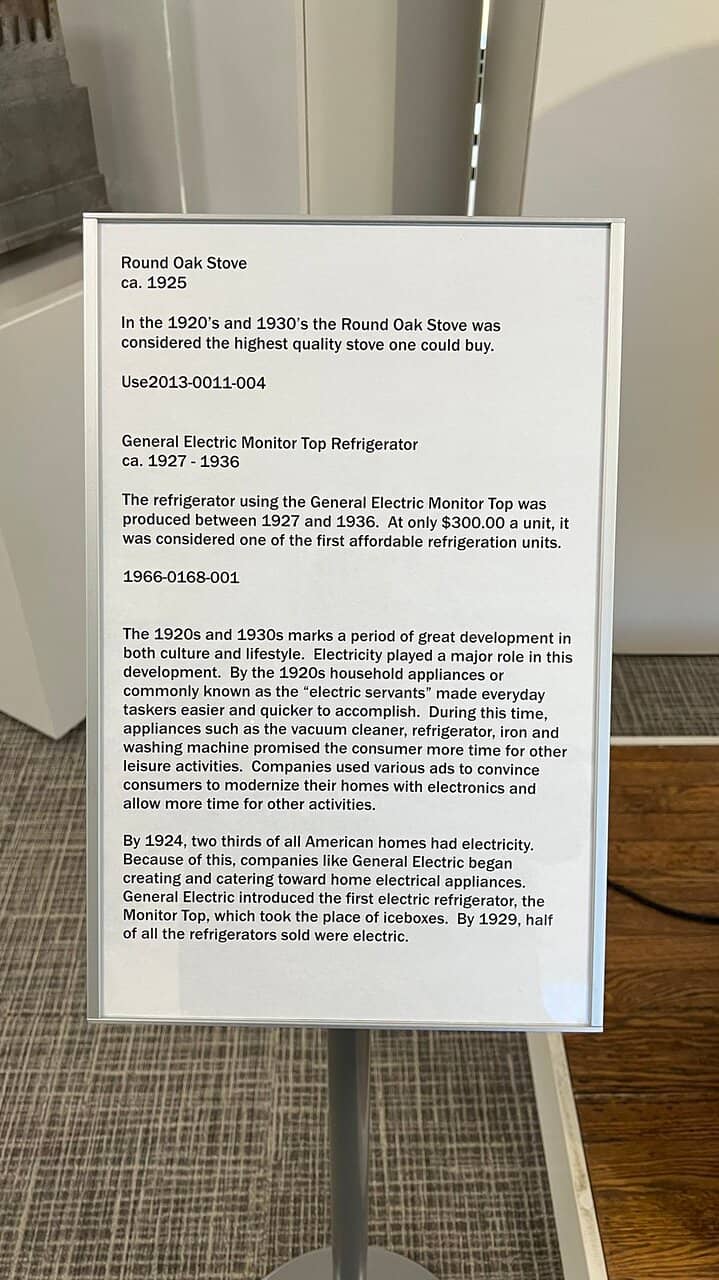 Round Oak Stove
ca. 1925
In the 1920's and 1930's the Round Oak Stove was
considered the highest quality stove one could buy.
Use2013-0011-004
General Electric Monitor Top Refrigerator
ca. 1927 - 1936
The refrigerator using the General Electric Monitor Top was
produced between 1927 and 1936.  At only $300.00 a unit, it
was considered one of the first affordable refrigeration units.
1966-0168-001
The 1920s and 1930s marks a period of great development in
both culture and lifestyle.  Electricity played a major role in this
development.  By the 1920s household appliances or
commonly known as the “electric servants” made everyday
taskers easier and quicker to accomplish.  During this time,
appliances such as the vacuum cleaner, refrigerator, iron and
washing machine promised the consumer more time for other
leisure activities.  Companies used various ads to convince
consumers to modernize their homes with electronics and
allow more time for other activities.
By 1924, two thirds of all American homes had electricity.
Because of this, companies like General Electric began
creating and catering toward home electrical appliances.
General Electric introduced the first electric refrigerator, the
Monitor Top, which took the place of iceboxes.  By 1929, half
of all the refrigerators sold were electric.